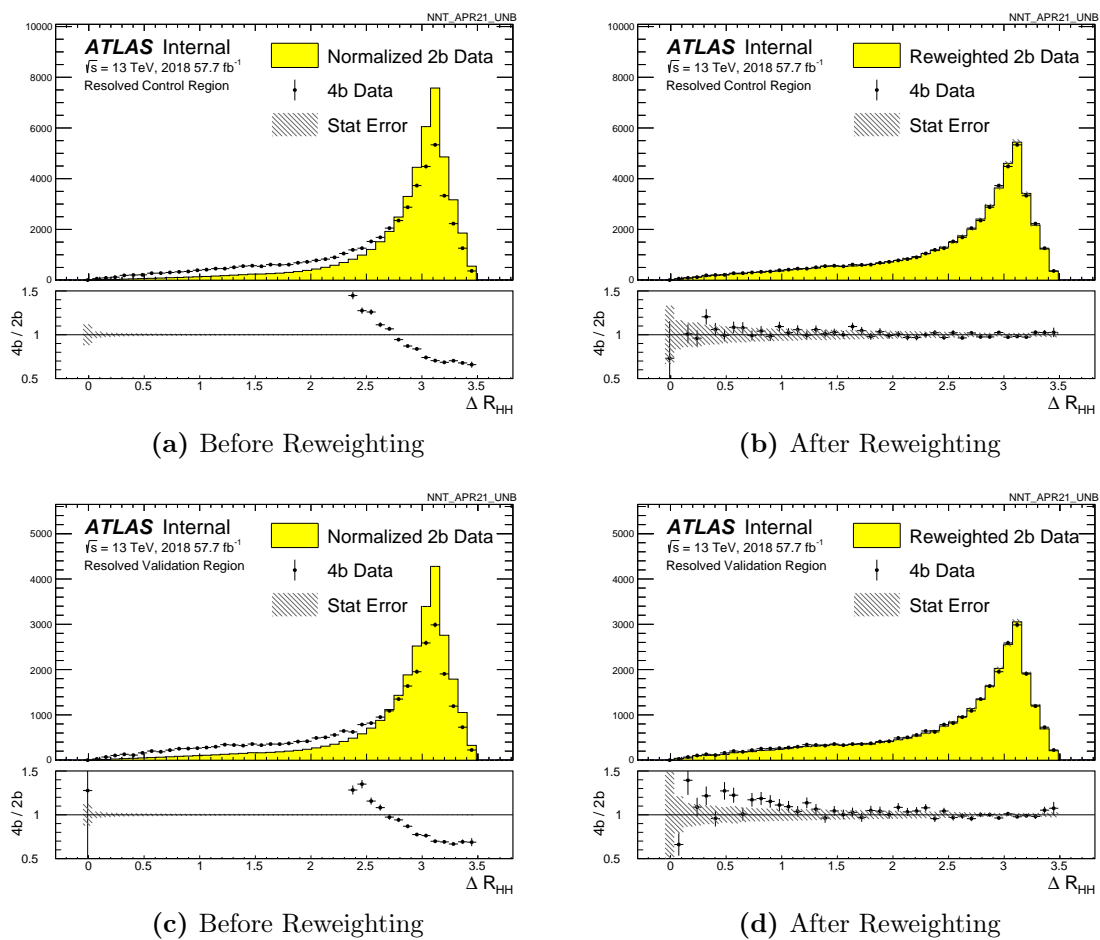 NNT_APR21_UNB
ATLAS Internal
√s = 13 TeV, 2018 57.7 fb⁻¹
Resolved Control Region
Normalized 2b Data
4b Data
Stat Error
10000
8000
6000
4000
2000
0
4b / 2b
1.5
1
0.5
0 0.5 1 1.5 2 2.5 3 3.5
Δ R_HH
(a) Before Reweighting
NNT_APR21_UNB
ATLAS Internal
√s = 13 TeV, 2018 57.7 fb⁻¹
Resolved Control Region
Reweighted 2b Data
4b Data
Stat Error
10000
8000
6000
4000
2000
0
4b / 2b
1.5
1
0.5
0 0.5 1 1.5 2 2.5 3 3.5
Δ R_HH
(b) After Reweighting
NNT_APR21_UNB
ATLAS Internal
√s = 13 TeV, 2018 57.7 fb⁻¹
Resolved Validation Region
Normalized 2b Data
4b Data
Stat Error
5000
4000
3000
2000
1000
0
4b / 2b
1.5
1
0.5
0 0.5 1 1.5 2 2.5 3 3.5
Δ R_HH
(c) Before Reweighting
NNT_APR21_UNB
ATLAS Internal
√s = 13 TeV, 2018 57.7 fb⁻¹
Resolved Validation Region
Reweighted 2b Data
4b Data
Stat Error
5000
4000
3000
2000
1000
0
4b / 2b
1.5
1
0.5
0 0.5 1 1.5 2 2.5 3 3.5
Δ R_HH
(d) After Reweighting